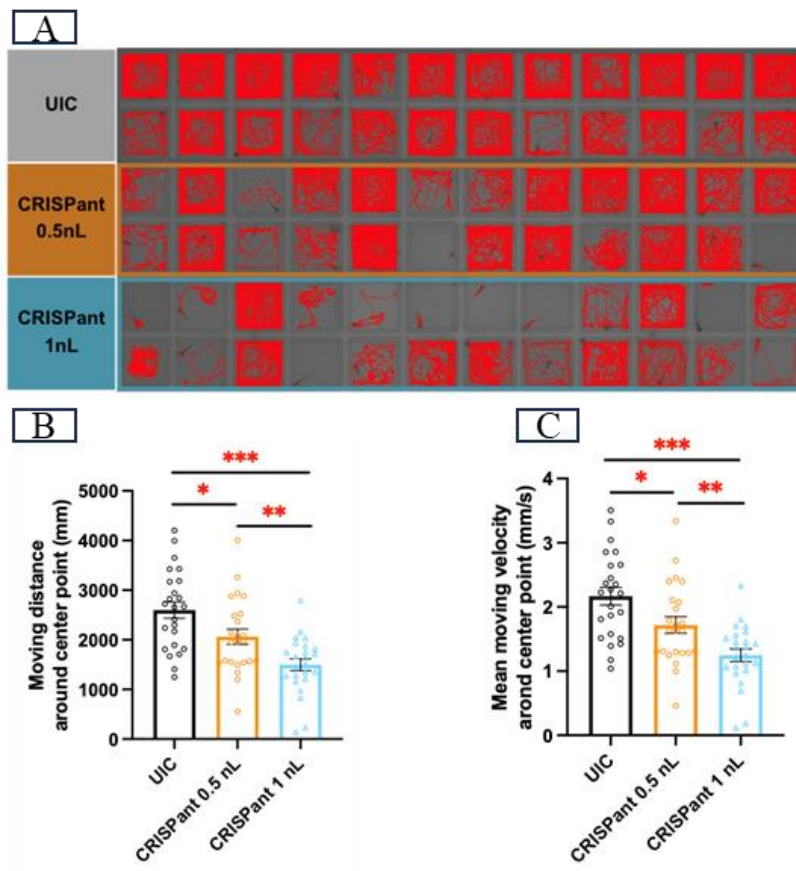 A
UIC
CRISPant
0.5nL
CRISPant
1nL
B
Moving distance
around center point (mm)
5000
4000
3000
2000
1000
0
***
*
**
UIC
CRISPant 0.5 nL
CRISPant 1 nL
C
Mean moving velocity
arond center point (mm/s)
4
3
2
1
0
***
*
**
UIC
CRISPant 0.5 nL
CRISPant 1 nL